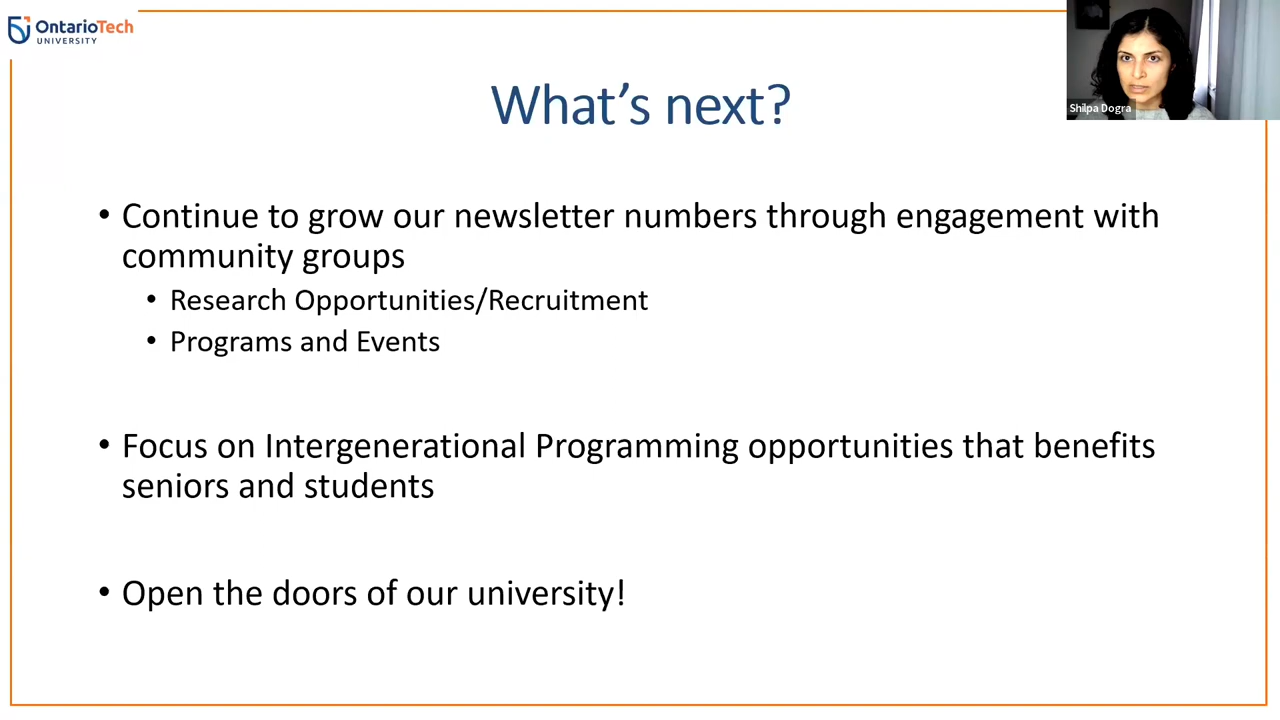 OntarioTech
UNIVERSITY
Shilpa Dogra
What's next?
• Continue to grow our newsletter numbers through engagement with
community groups
• Research Opportunities/Recruitment
• Programs and Events
• Focus on Intergenerational Programming opportunities that benefits
seniors and students
• Open the doors of our university!